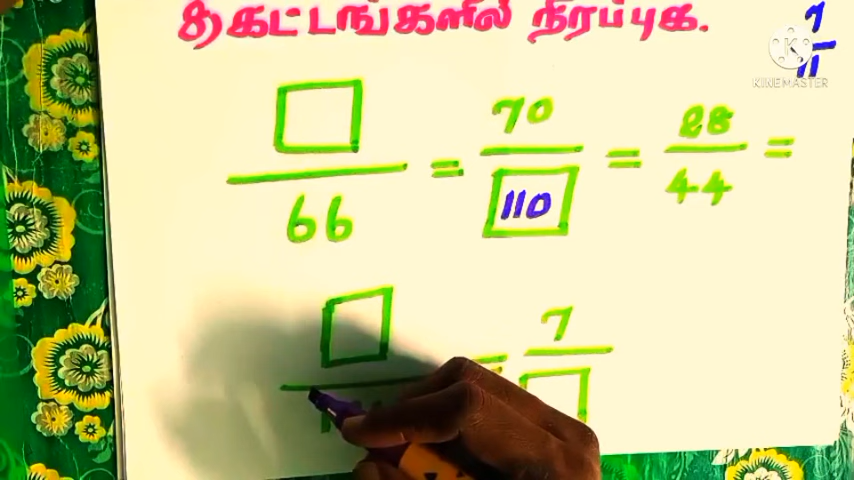 கட்டங்களில் நிரப்புக.
7
11
KINEMASTER
70 28
= = =
66 110 44
7
=